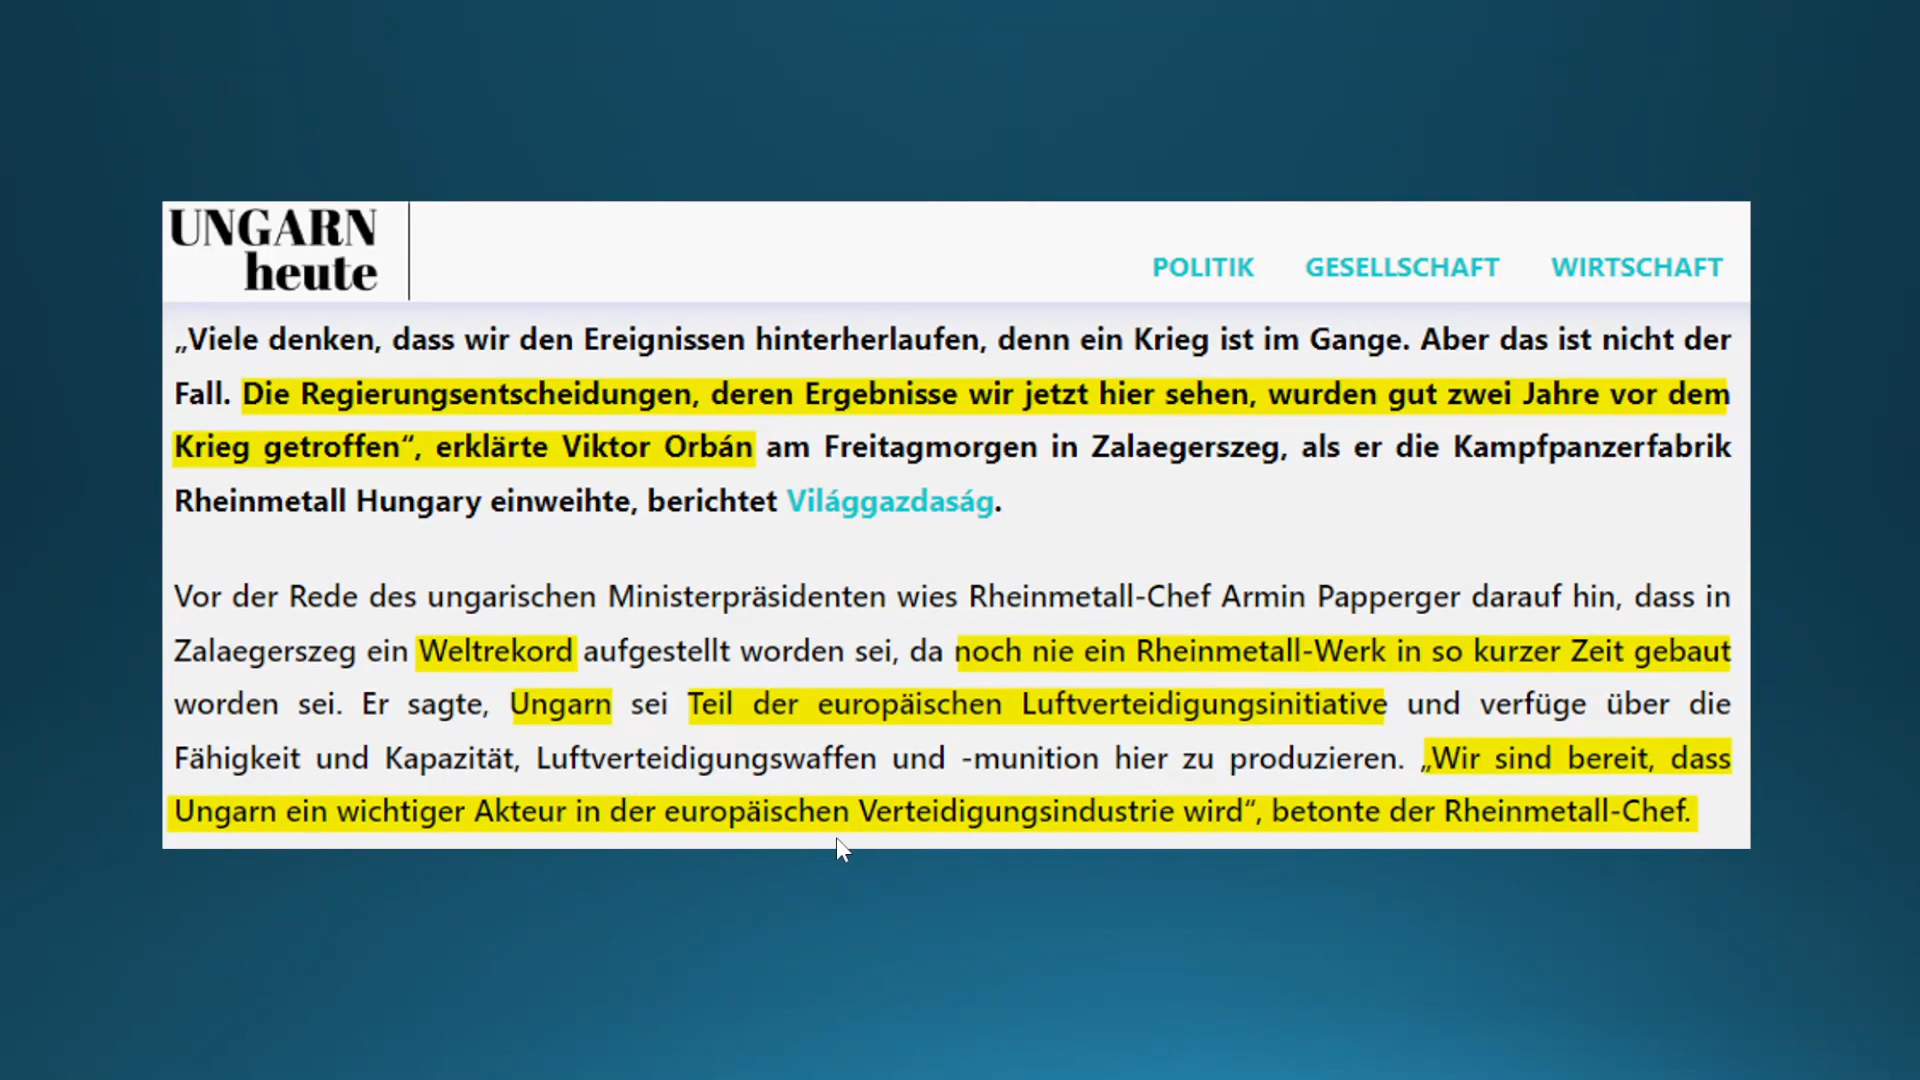 UNGARN
heute
POLITIK GESELLSCHAFT WIRTSCHAFT
„Viele denken, dass wir den Ereignissen hinterherlaufen, denn ein Krieg ist im Gange. Aber das ist nicht der
Fall. Die Regierungsentscheidungen, deren Ergebnisse wir jetzt hier sehen, wurden gut zwei Jahre vor dem
Krieg getroffen“, erklärte Viktor Orbán am Freitagmorgen in Zalaegerszeg, als er die Kampfpanzerfabrik
Rheinmetall Hungary einweihte, berichtet Világgazdaság.
Vor der Rede des ungarischen Ministerpräsidenten wies Rheinmetall-Chef Armin Papperger darauf hin, dass in
Zalaegerszeg ein Weltrekord aufgestellt worden sei, da noch nie ein Rheinmetall-Werk in so kurzer Zeit gebaut
worden sei. Er sagte, Ungarn sei Teil der europäischen Luftverteidigungsinitiative und verfüge über die
Fähigkeit und Kapazität, Luftverteidigungswaffen und -munition hier zu produzieren. „Wir sind bereit, dass
Ungarn ein wichtiger Akteur in der europäischen Verteidigungsindustrie wird“, betonte der Rheinmetall-Chef.